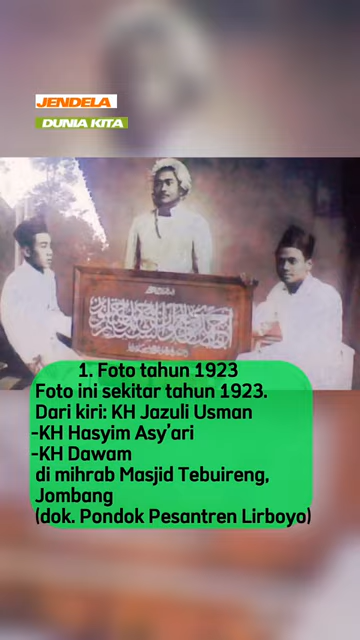 JENDELA
DUNIA KITA
1. Foto tahun 1923
Foto ini sekitar tahun 1923.
Dari kiri: KH Jazuli Usman
-KH Hasyim Asy'ari
-KH Dawam
di mihrab Masjid Tebuireng,
Jombang
(dok. Pondok Pesantren Lirboyo)